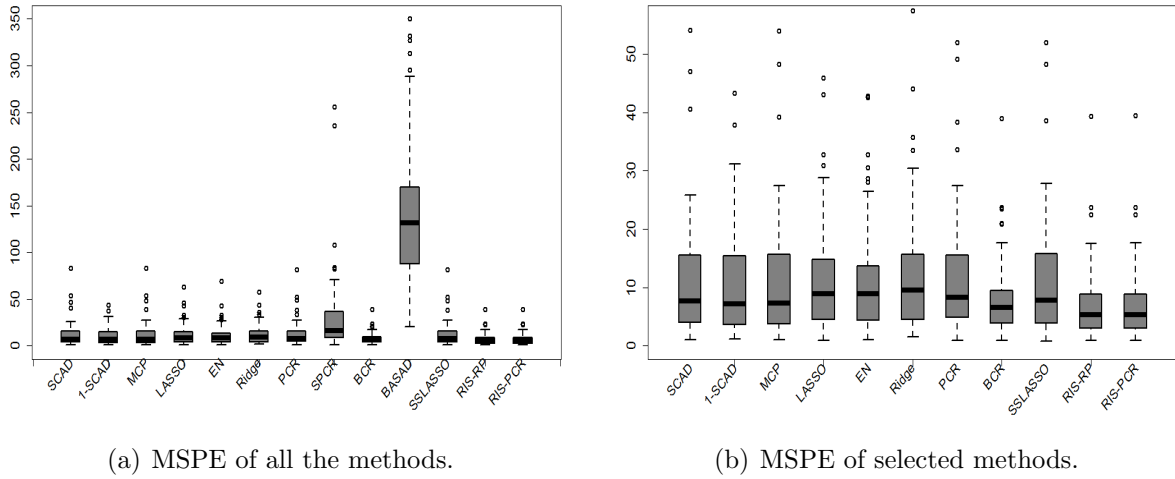 350
300
250
200
150
100
50
0
SCAD
1-SCAD
MCP
LASSO
EN
Ridge
PCR
SPCR
BCR
BASAD
SSLASSO
RIS-RP
RIS-PCR
(a) MSPE of all the methods.
50
40
30
20
10
0
SCAD
1-SCAD
MCP
LASSO
EN
Ridge
PCR
BCR
SSLASSO
RIS-RP
RIS-PCR
(b) MSPE of selected methods.